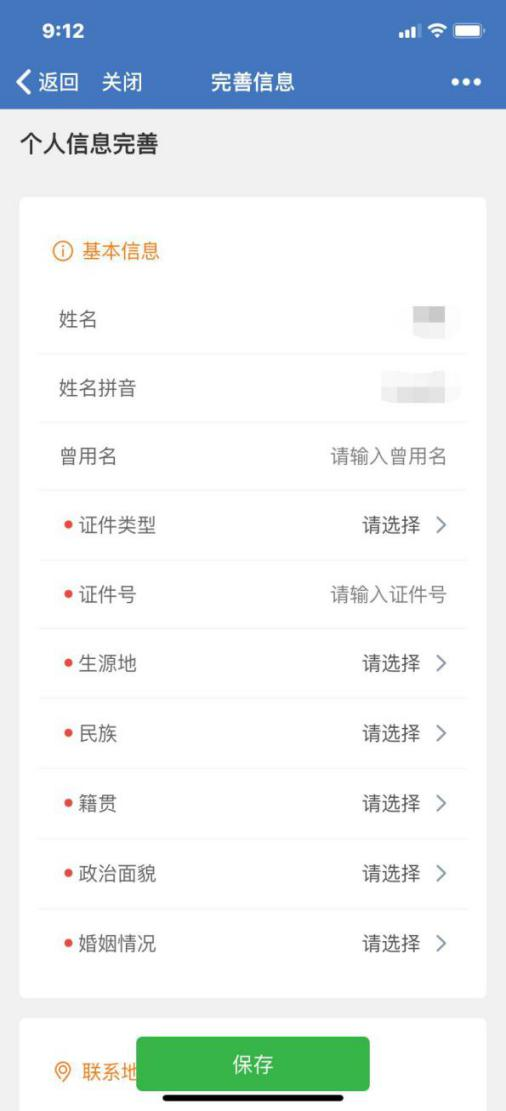 9:12
返回 关闭 完善信息
个人信息完善
基本信息
姓名
姓名拼音
曾用名 请输入曾用名
证件类型 请选择
证件号 请输入证件号
生源地 请选择
民族 请选择
籍贯 请选择
政治面貌 请选择
婚姻情况 请选择
联系地
保存